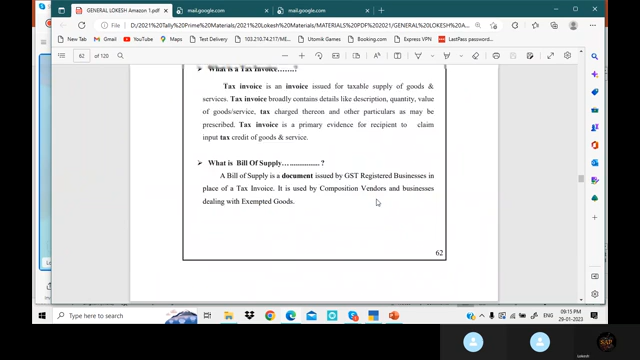 GENERAL LOKESH Amazon 1.pdf
mail.google.com
mail.google.com
File
D:/2021%20Tally%20Prime%20Materials/2021%20Lokesh%20Materials/MATERIALS%20PDF%202021/GENERAL%20LOKESH%20A...
Gmail
YouTube
Maps
Test Delivery
103.210.74.217/MED...
Utamis Group
Booking.com
Express VPN
LastPass password...
62
of 120
What is a Tax Invoice…….?
Tax invoice is an invoice issued for taxable supply of goods &
services. Tax invoice broadly contains details like description, quantity, value
of goods/service, tax charged thereon and other particulars as may be
prescribed. Tax invoice is a primary evidence for recipient to claim
input tax credit of goods & service.
What is Bill Of Supply…...............?
A Bill of Supply is a document issued by GST Registered Businesses in
place of a Tax Invoice. It is used by Composition Vendors and businesses
dealing with Exempted Goods.
62
Type here to search
ENG
09:15 PM
29-01-2023
Lokesh